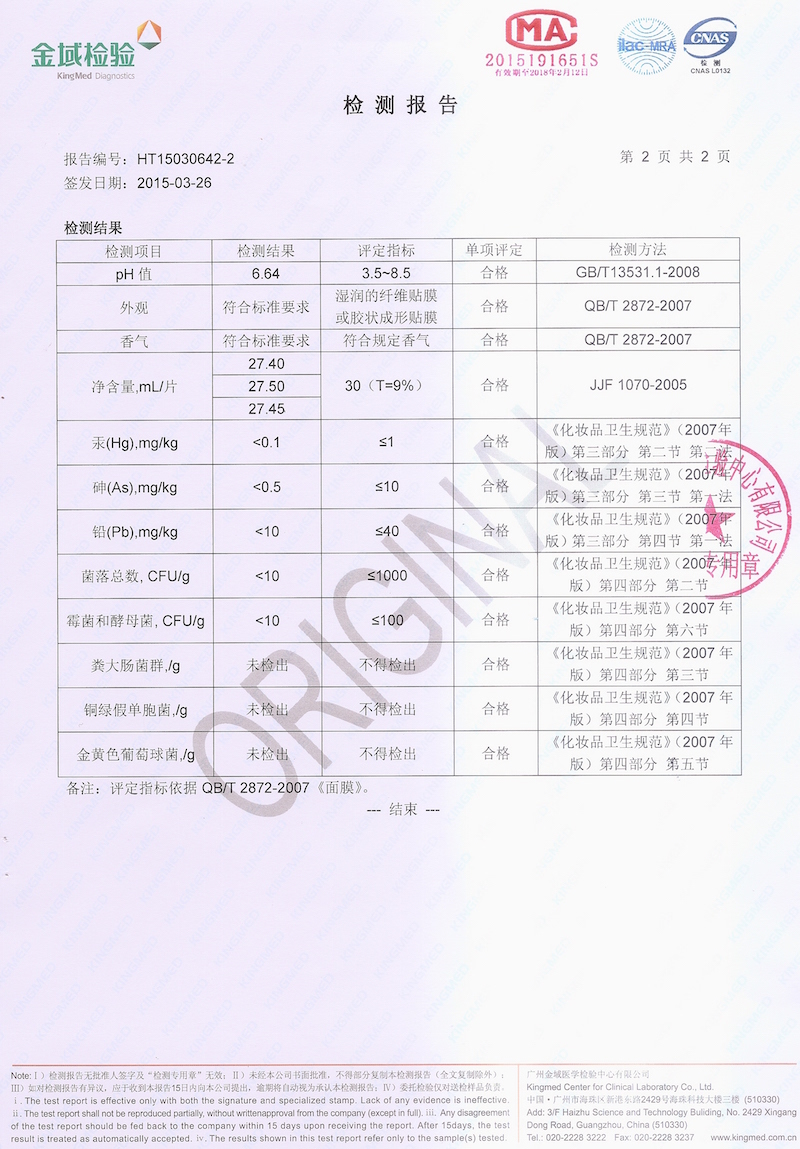 金域检验
KingMed Diagnostics
MA
2015191651S
有效期至2018年2月12日
ilac-MRA
CNAS
检 测
CNAS L0132
检 测 报 告
报告编号：HT15030642-2
第 2 页 共 2 页
签发日期：2015-03-26
检测结果
检测项目 检测结果 评定指标 单项评定 检测方法
pH 值 6.64 3.5~8.5 合格 GB/T13531.1-2008
外观 符合标准要求 湿润的纤维贴膜 合格 QB/T 2872-2007
或胶状成形贴膜
香气 符合标准要求 符合规定香气 合格 QB/T 2872-2007
27.40
净含量,mL/片 27.50 30（T=9%） 合格 JJF 1070-2005
27.45
汞(Hg),mg/kg <0.1 ≤1 合格 《化妆品卫生规范》（2007年
版）第三部分 第二节 第二法
砷(As),mg/kg <0.5 ≤10 合格 《化妆品卫生规范》（2007年
版）第三部分 第三节 第一法
铅(Pb),mg/kg <10 ≤40 合格 《化妆品卫生规范》（2007年
版）第三部分 第四节 第一法
菌落总数, CFU/g <10 ≤1000 合格 《化妆品卫生规范》（2007年
版）第四部分 第二节
霉菌和酵母菌, CFU/g <10 ≤100 合格 《化妆品卫生规范》（2007 年
版）第四部分 第六节
粪大肠菌群,/g 未检出 不得检出 合格 《化妆品卫生规范》（2007 年
版）第四部分 第三节
铜绿假单胞菌,/g 未检出 不得检出 合格 《化妆品卫生规范》（2007 年
版）第四部分 第四节
金黄色葡萄球菌,/g 未检出 不得检出 合格 《化妆品卫生规范》（2007 年
版）第四部分 第五节
备注：评定指标依据 QB/T 2872-2007《面膜》。
--- 结束 ---
ORIGINAL
验中心有限公司
专用章
Note: Ⅰ）检测报告无批准人签字及“检测专用章”无效；Ⅱ）未经本公司书面批准，不得部分复制本检测报告（全文复制除外）；
Ⅲ）如对检测报告有异议，应于收到本报告15日内向本公司提出，逾期将自动视为承认本检测报告；Ⅳ）委托检验仅对送检样品负责.
ⅰ. The test report is effective only with both the signature and specialized stamp. Lack of any evidence is ineffective.
ⅱ. The test report shall not be reproduced partially, without writtenapproval from the company (except in full). ⅲ. Any disagreement
of the test report should be fed back to the company within 15 days upon receiving the report. After 15days, the test
result is treated as automatically accepted. ⅳ. The results shown in this test report refer only to the sample(s) tested.
广州金域医学检验中心有限公司
Kingmed Center for Clinical Laboratory Co., Ltd.
中国·广州市海珠区新港东路2429号海珠科技大厦三楼 (510330)
Add: 3/F Haizhu Science and Technology Buliding, No. 2429 Xingang
Dong Road, Guangzhou, China (510330)
Tel.: 020-2228 3222 Fax: 020-2228 3237 www.kingmed.com.cn